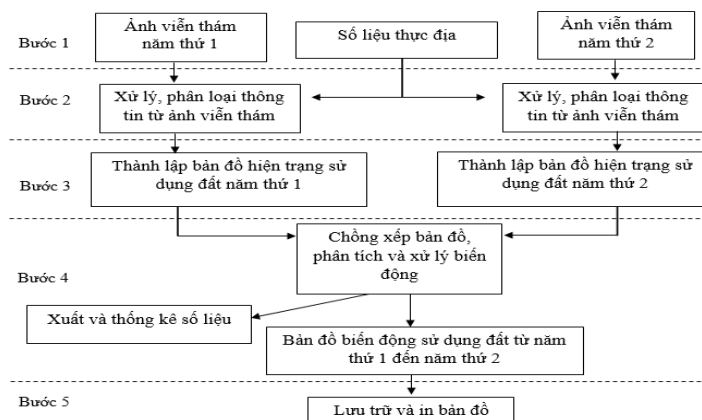 Bước 1
Ảnh viễn thám
năm thứ 1
Số liệu thực địa
Ảnh viễn thám
năm thứ 2
Bước 2
Xử lý, phân loại thông
tin từ ảnh viễn thám
Xử lý, phân loại thông
tin từ ảnh viễn thám
Bước 3
Thành lập bản đồ hiện trạng sử
dụng đất năm thứ 1
Thành lập bản đồ hiện trạng sử
dụng đất năm thứ 2
Bước 4
Chồng xếp bản đồ,
phân tích và xử lý biến
động
Xuất và thống kê số liệu
Bản đồ biến động sử dụng đất từ năm
thứ 1 đến năm thứ 2
Bước 5
Lưu trữ và in bản đồ